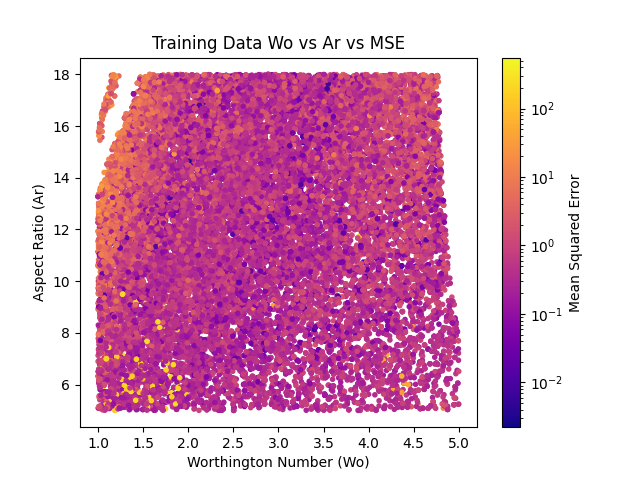 Training Data Wo vs Ar vs MSE
18
16
14
12
10
8
6
Aspect Ratio (Ar)
1.0 1.5 2.0 2.5 3.0 3.5 4.0 4.5 5.0
Worthington Number (Wo)
10²
10¹
10⁰
10⁻¹
10⁻²
Mean Squared Error